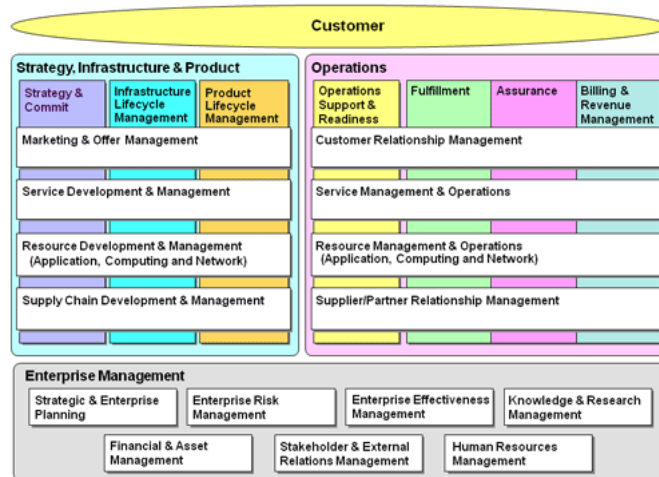 Customer
Strategy, Infrastructure & Product
Strategy &
Commit
Infrastructure
Lifecycle
Management
Product
Lifecycle
Management
Marketing & Offer Management
Service Development & Management
Resource Development & Management
(Application, Computing and Network)
Supply Chain Development & Management
Operations
Operations
Support &
Readiness
Fulfillment
Assurance
Billing &
Revenue
Management
Customer Relationship Management
Service Management & Operations
Resource Management & Operations
(Application, Computing and Network)
Supplier/Partner Relationship Management
Enterprise Management
Strategic & Enterprise
Planning
Enterprise Risk
Management
Enterprise Effectiveness
Management
Knowledge & Research
Management
Financial & Asset
Management
Stakeholder & External
Relations Management
Human Resources
Management